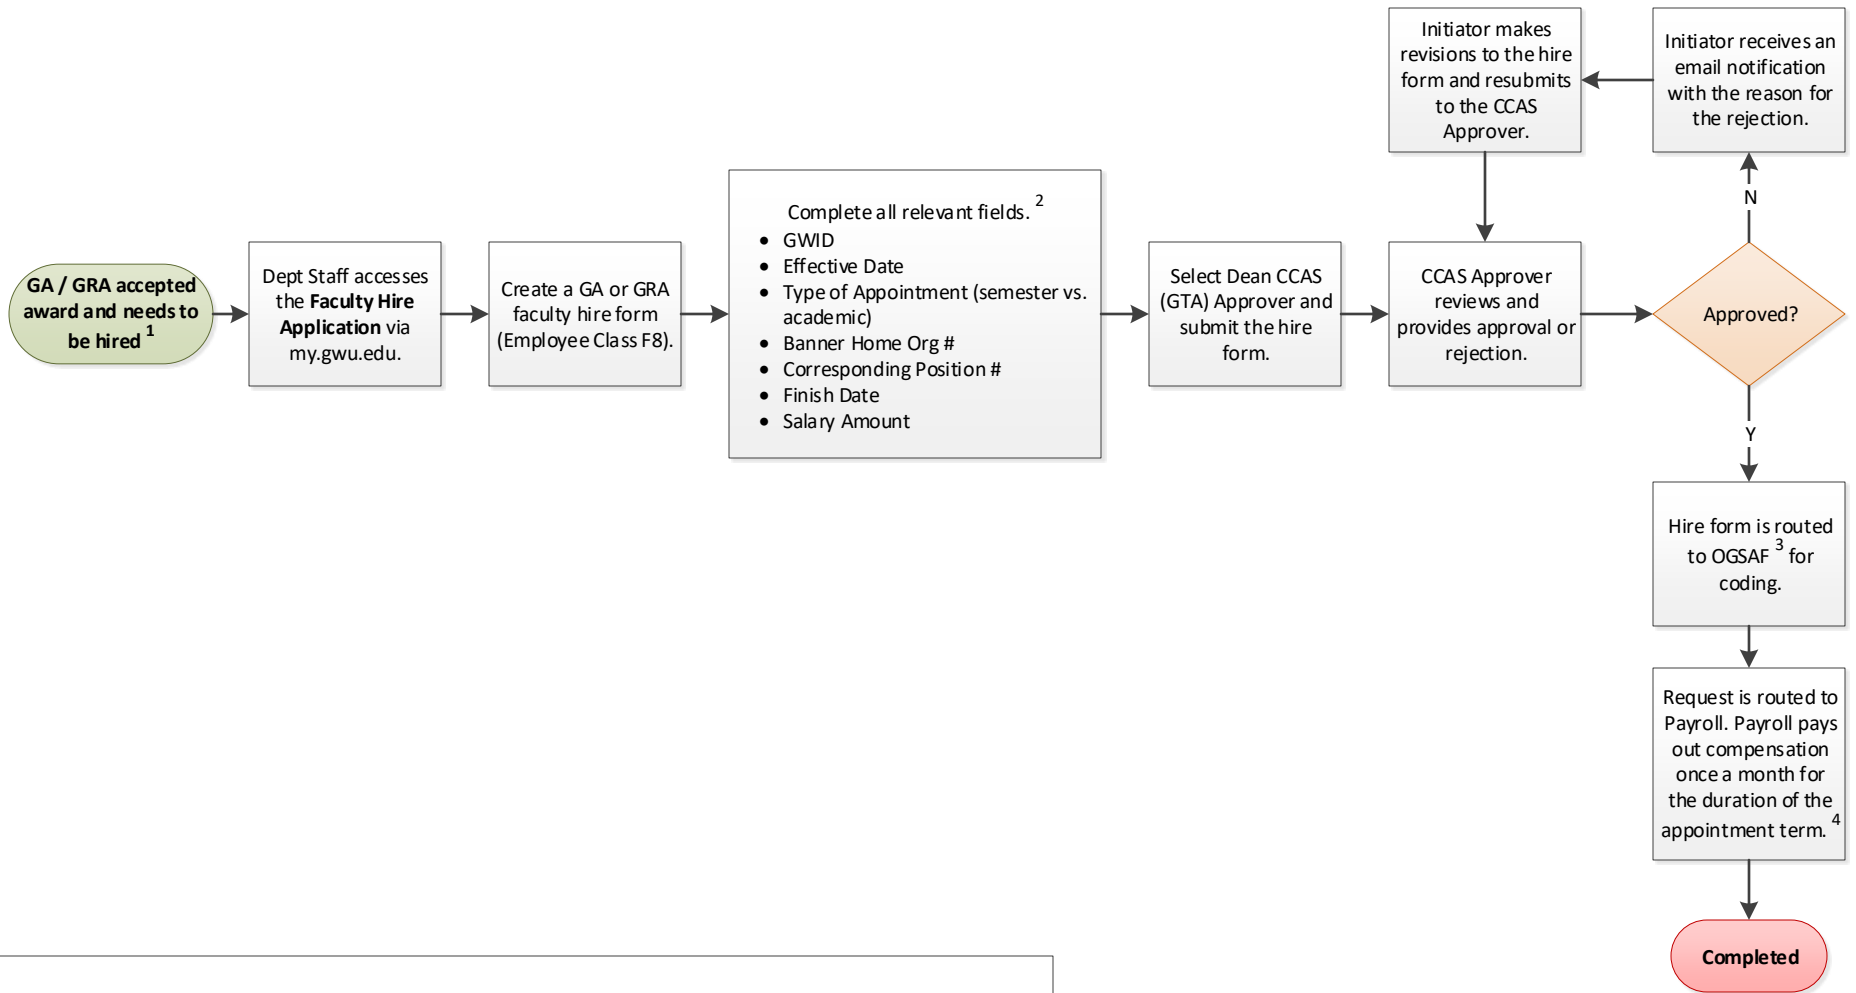 GA / GRA accepted
award and needs to
be hired 1
Dept Staff accesses
the Faculty Hire
Application via
my.gwu.edu.
Create a GA or GRA
faculty hire form
(Employee Class F8).
Complete all relevant fields. 2
• GWID
• Effective Date
• Type of Appointment (semester vs.
academic)
• Banner Home Org #
• Corresponding Position #
• Finish Date
• Salary Amount
Select Dean CCAS
(GTA) Approver and
submit the hire
form.
CCAS Approver
reviews and
provides approval or
rejection.
Approved?
N
Initiator receives an
email notification
with the reason for
the rejection.
Initiator makes
revisions to the hire
form and resubmits
to the CCAS
Approver.
Y
Hire form is routed
to OGSAF 3 for
coding.
Request is routed to
Payroll. Payroll pays
out compensation
once a month for
the duration of the
appointment term. 4
Completed